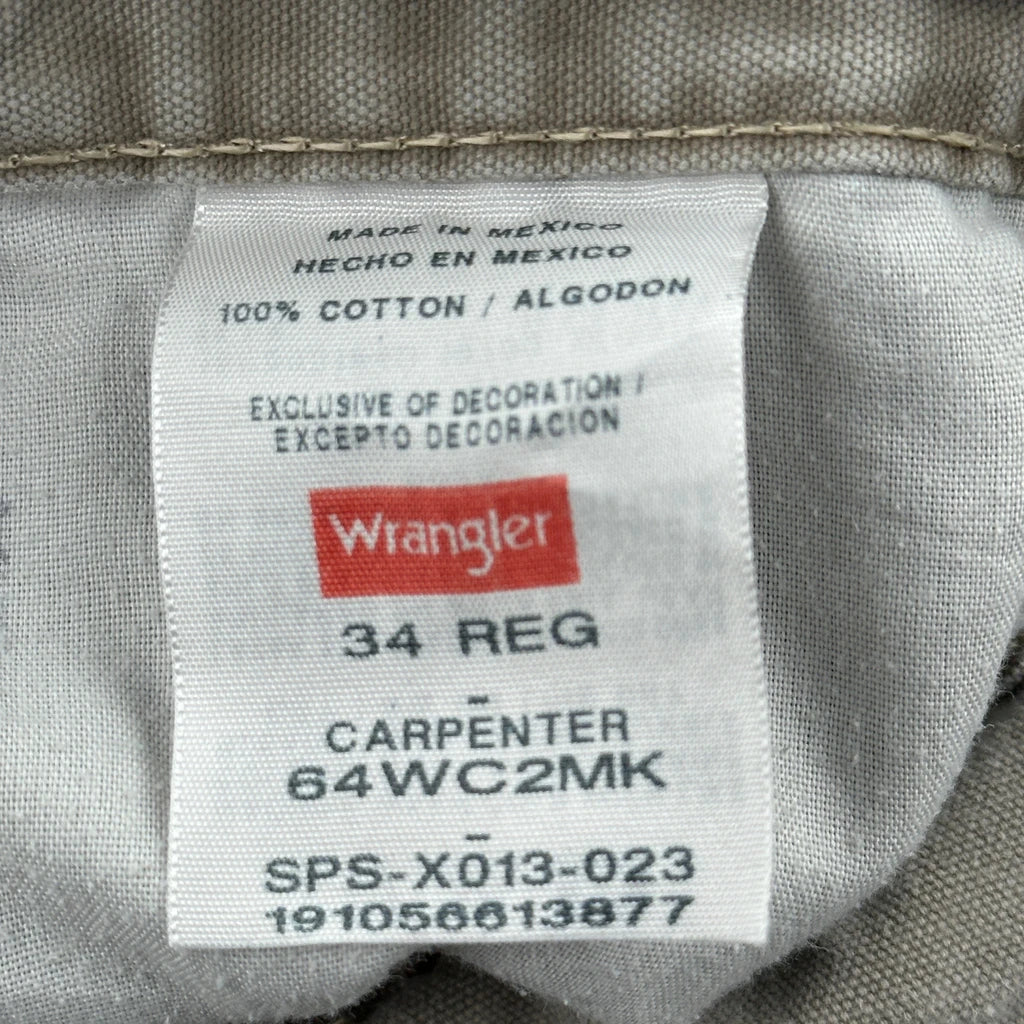 MADE IN MEXICO
HECHO EN MEXICO
100% COTTON / ALGODON
EXCLUSIVE OF DECORATION /
EXCEPTO DECORACION
Wrangler
34 REG
-
CARPENTER
64WC2MK
-
SPS-X013-023
191056613877